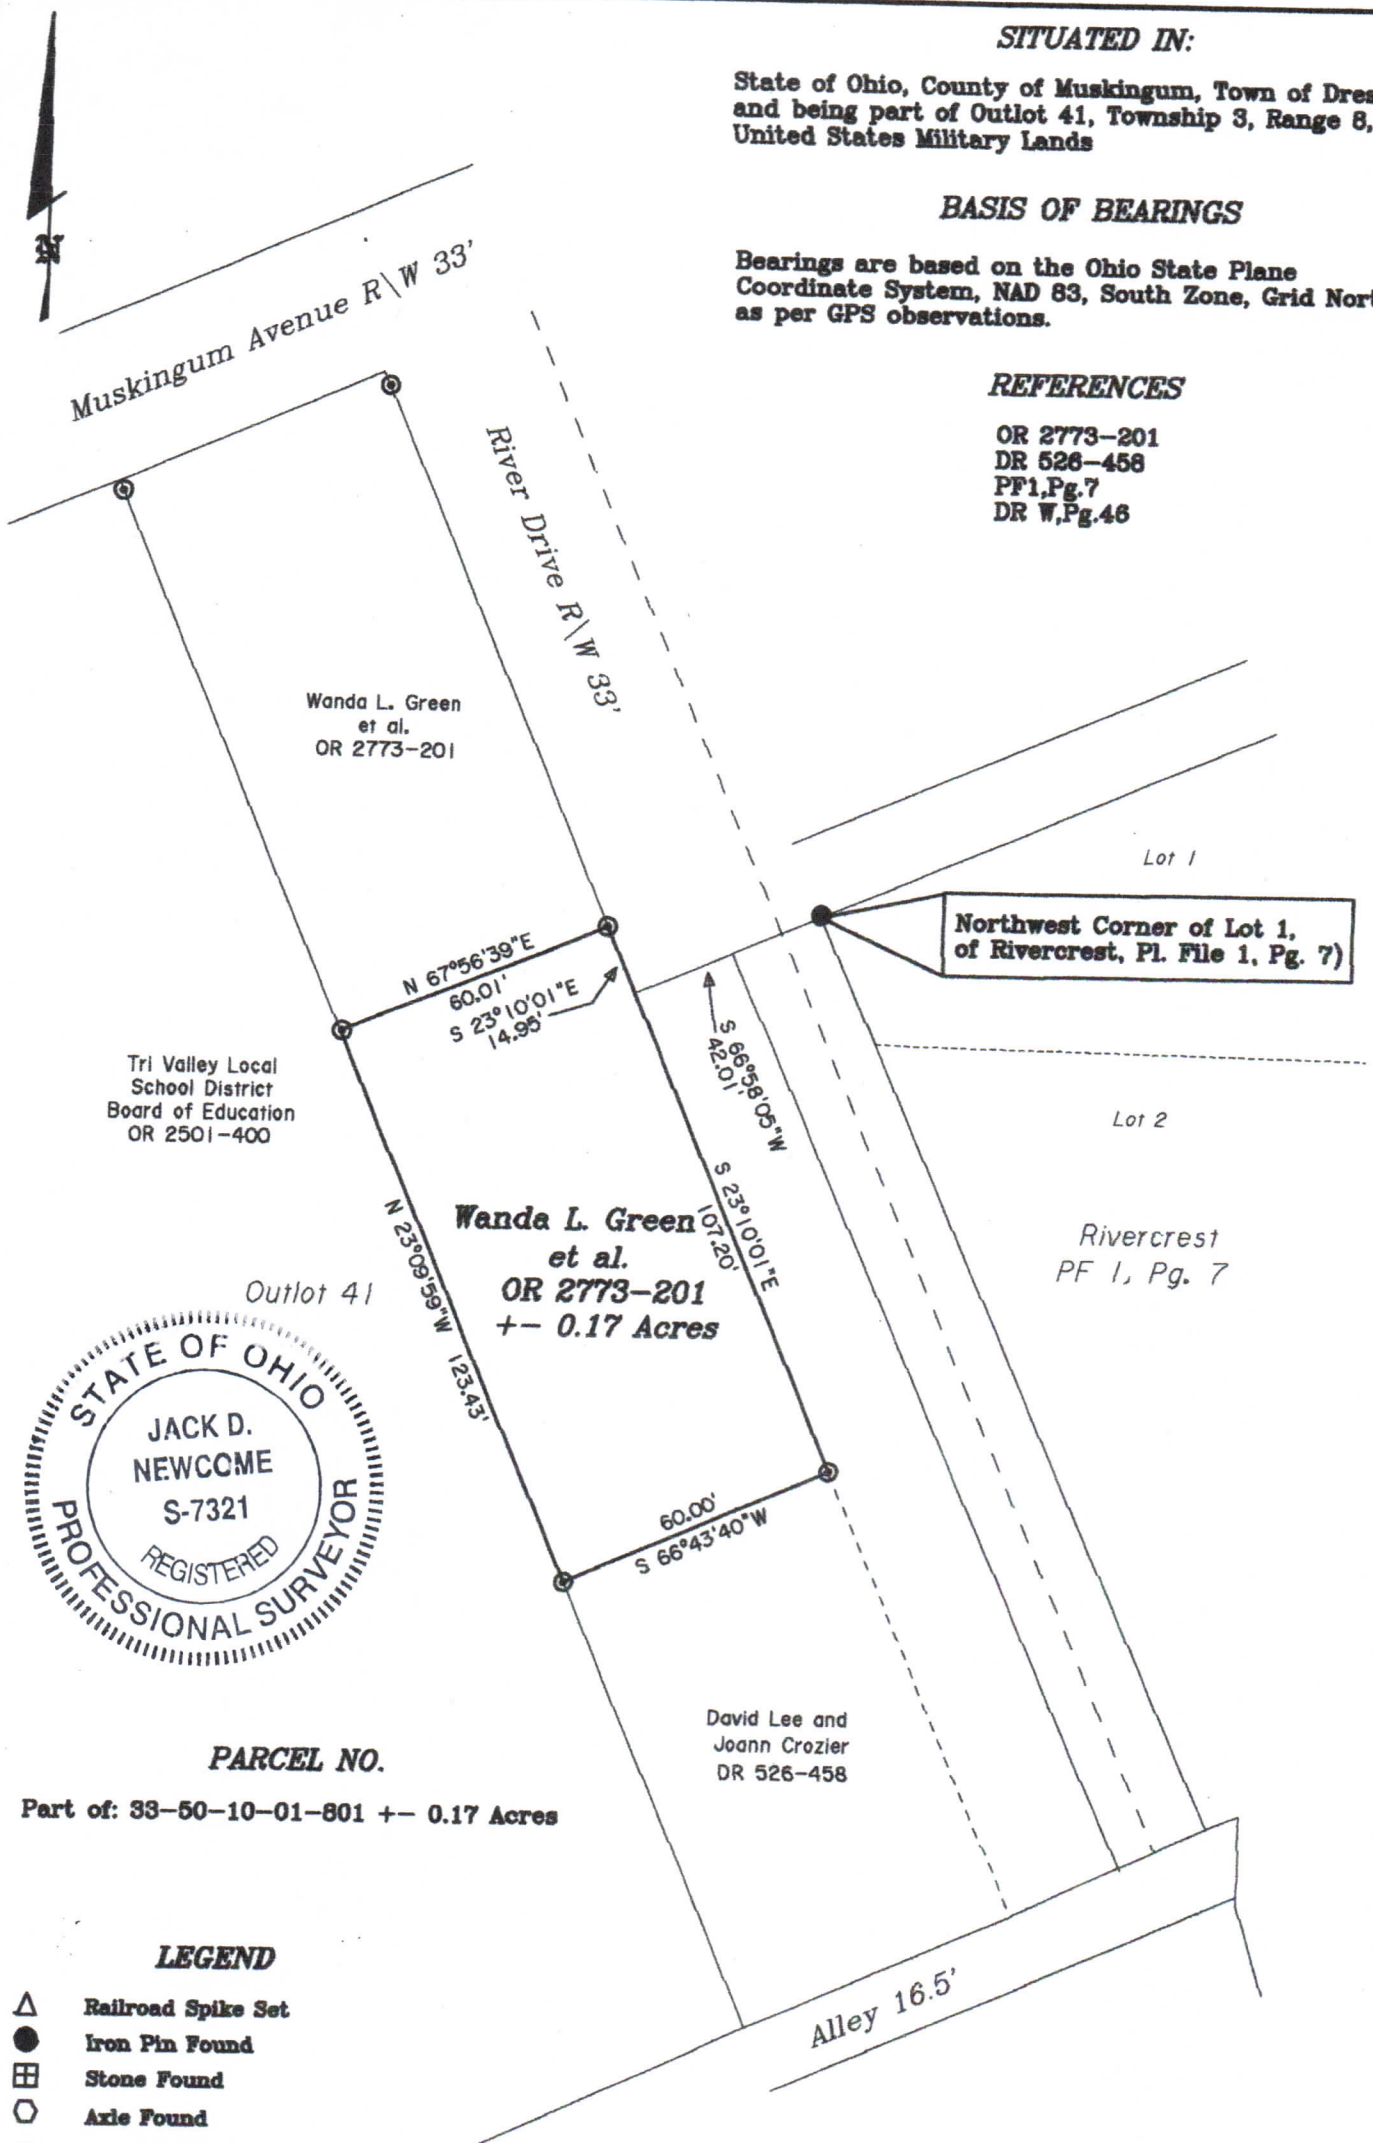 SITUATED IN:
State of Ohio, County of Muskingum, Town of Dres
and being part of Outlot 41, Township 3, Range 8,
United States Military Lands
BASIS OF BEARINGS
Bearings are based on the Ohio State Plane
Coordinate System, NAD 83, South Zone, Grid Nort
as per GPS observations.
REFERENCES
OR 2773-201
DR 526-458
PF1,Pg.7
DR W,Pg.46
N
Muskingum Avenue R\W 33'
River Drive R\W 33'
Wanda L. Green
et al.
OR 2773-201
Lot 1
Northwest Corner of Lot 1,
of Rivercrest, Pl. File 1, Pg. 7)
N 67°56'39"E
60.01'
S 23°10'01"E
14.95'
S 66°58'05"W
42.01'
Tri Valley Local
School District
Board of Education
OR 2501-400
Lot 2
S 23°10'01"E
107.20'
Wanda L. Green
et al.
OR 2773-201
+- 0.17 Acres
Rivercrest
PF 1, Pg. 7
N 23°09'59"W 123.43'
Outlot 41
STATE OF OHIO
JACK D.
NEWCOME
S-7321
REGISTERED
PROFESSIONAL SURVEYOR
60.00'
S 66°43'40"W
David Lee and
Joann Crozier
DR 526-458
PARCEL NO.
Part of: 33-50-10-01-801 +- 0.17 Acres
Alley 16.5'
LEGEND
Railroad Spike Set
Iron Pin Found
Stone Found
Axle Found